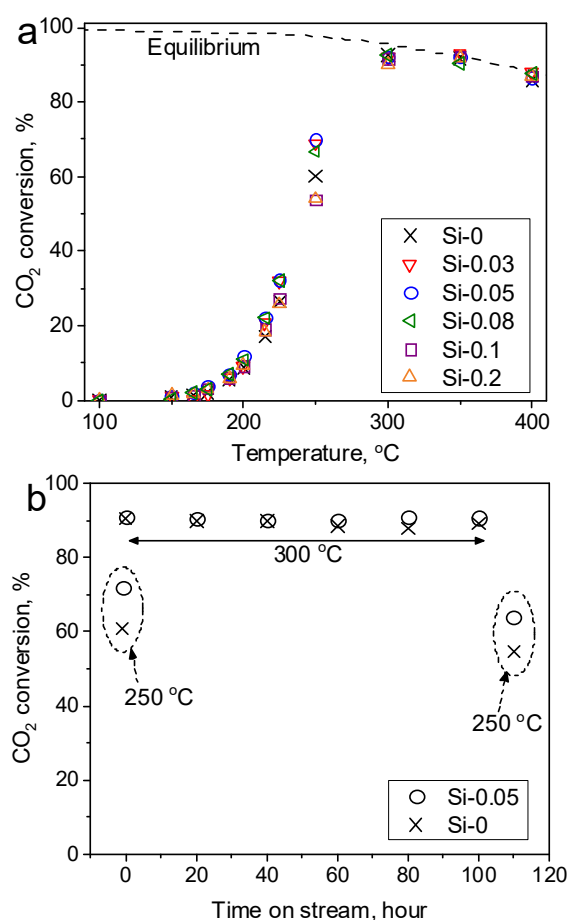 a
Equilibrium
CO₂ conversion, %
100
80
60
40
20
0
Si-0
Si-0.03
Si-0.05
Si-0.08
Si-0.1
Si-0.2
100 200 300 400
Temperature, °C
b
CO₂ conversion, %
100
80
60
40
20
0
300 °C
250 °C
250 °C
Si-0.05
Si-0
0 20 40 60 80 100 120
Time on stream, hour